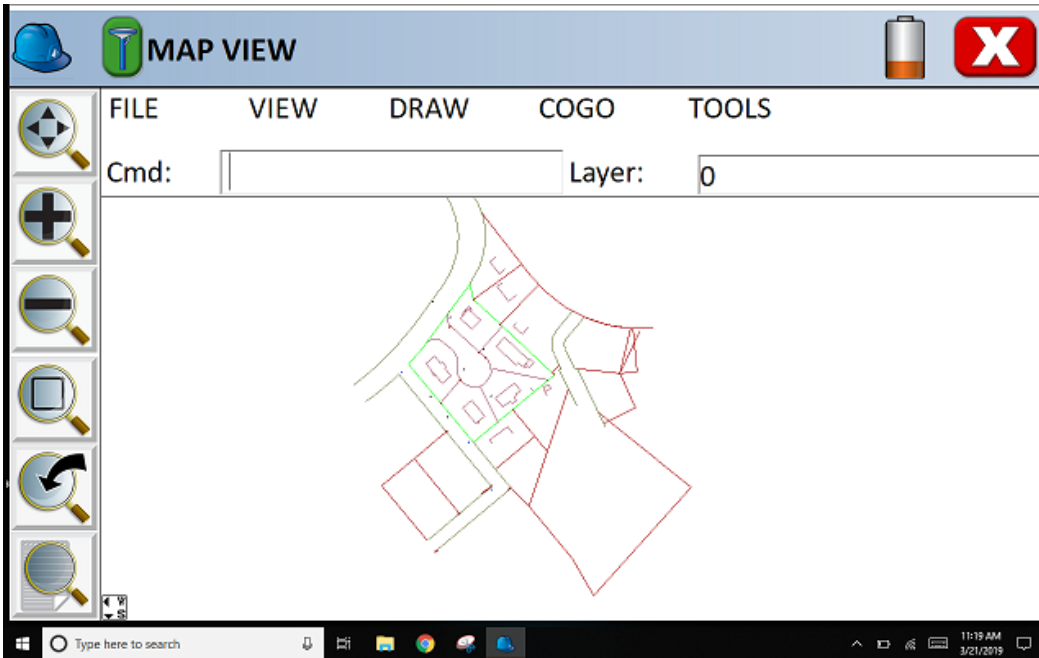 MAP VIEW
FILE VIEW DRAW COGO TOOLS
Cmd: Layer: 0
Type here to search
11:19 AM
3/21/2019